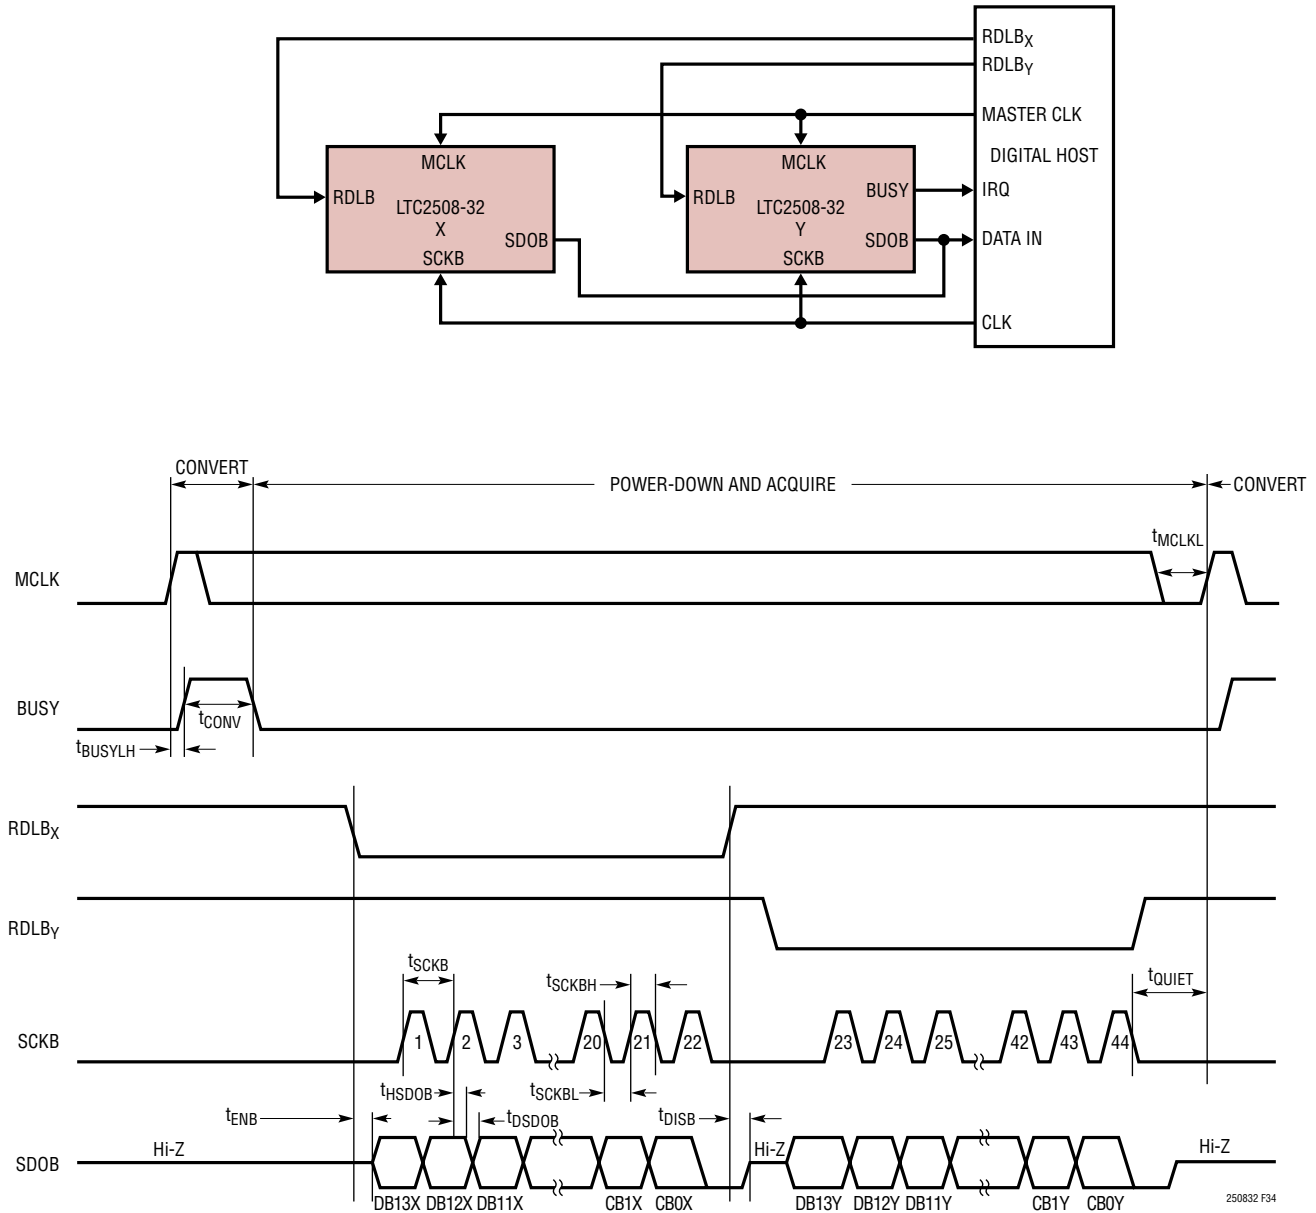 RDLBX
RDLBY
MASTER CLK
MCLK
MCLK
DIGITAL HOST
RDLB
LTC2508-32
X
RDLB
LTC2508-32
Y
BUSY
IRQ
SDOB
SDOB
DATA IN
SCKB
SCKB
CLK
CONVERT
POWER-DOWN AND ACQUIRE
CONVERT
tMCLKL
MCLK
BUSY
tCONV
tBUSYLH
RDLBX
RDLBY
tSCKB
tSCKBH
tQUIET
SCKB
1 2 3 20 21 22 23 24 25 42 43 44
tHSDOB
tSCKBL
tENB
tDSDOB
tDISB
SDOB
Hi-Z
Hi-Z
Hi-Z
DB13X DB12X DB11X CB1X CB0X DB13Y DB12Y DB11Y CB1Y CB0Y
250832 F34